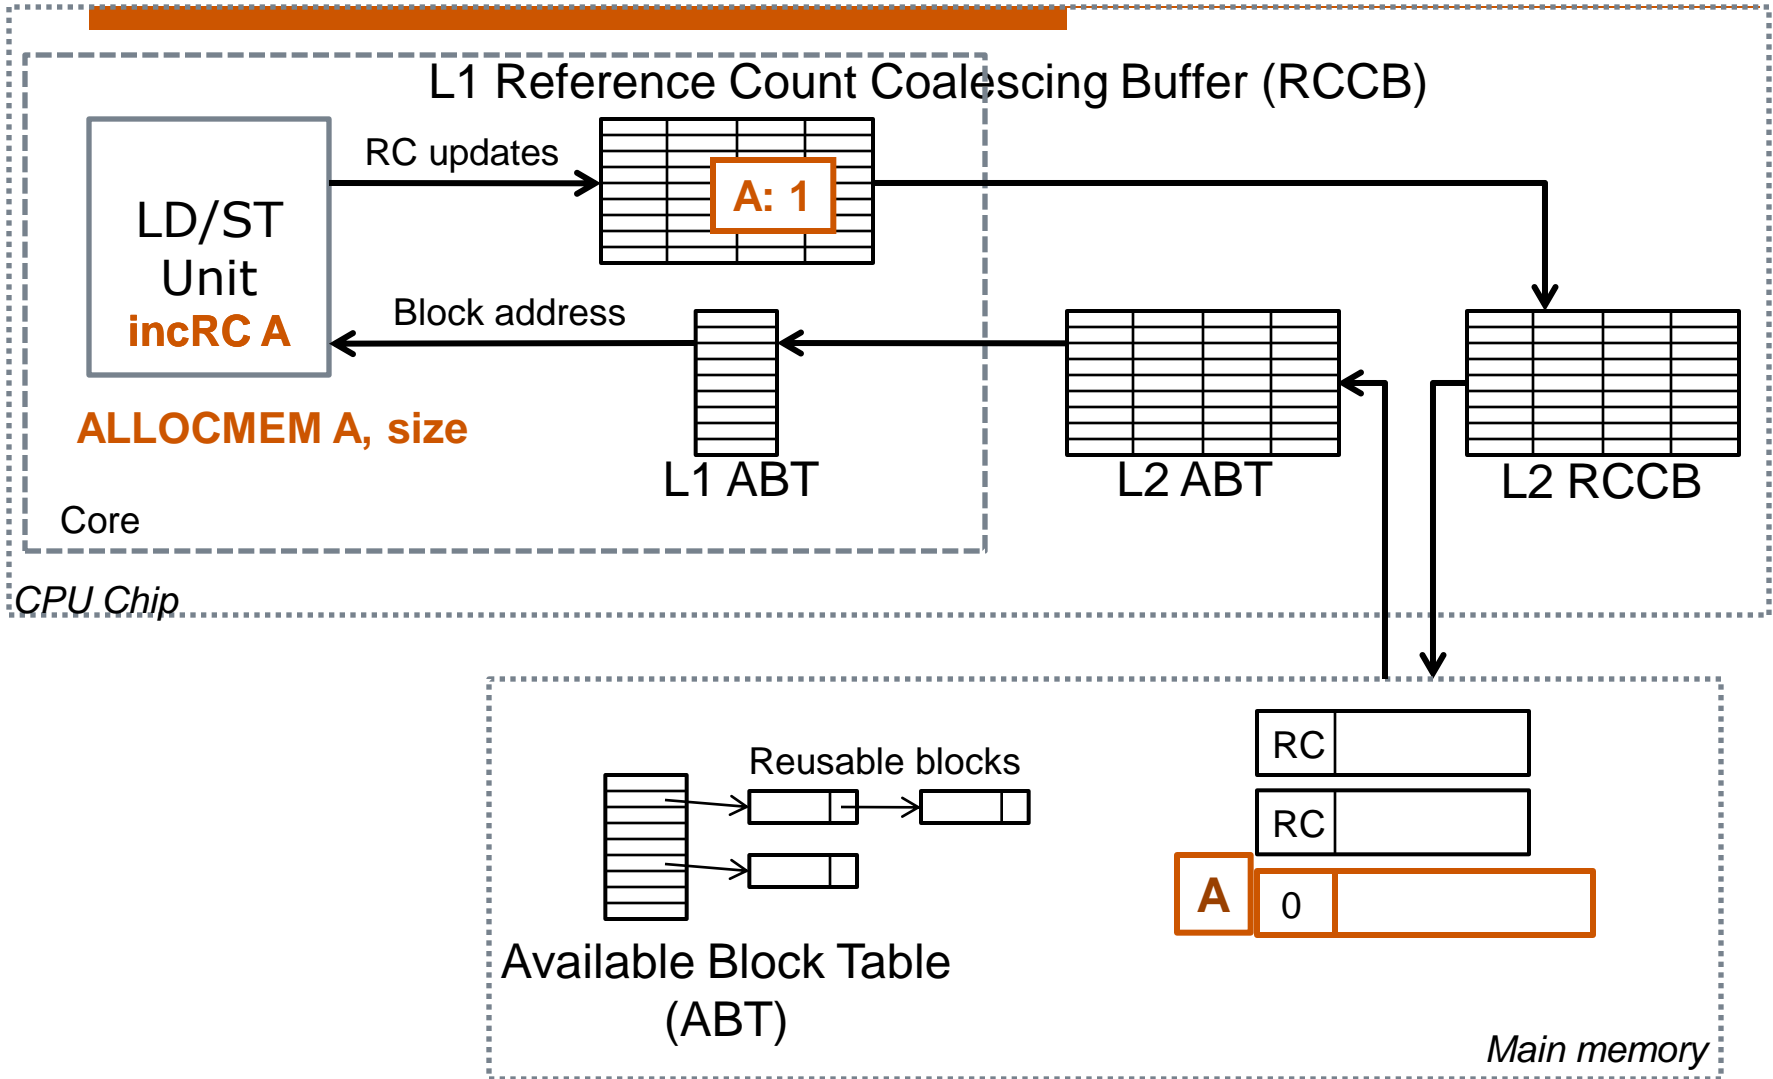 L1 Reference Count Coalescing Buffer (RCCB)
RC updates
A: 1
LD/ST
Unit
incRC A
Block address
ALLOCMEM A, size
L1 ABT
L2 ABT
L2 RCCB
Core
CPU Chip
RC
Reusable blocks
RC
A
0
Available Block Table
(ABT)
Main memory